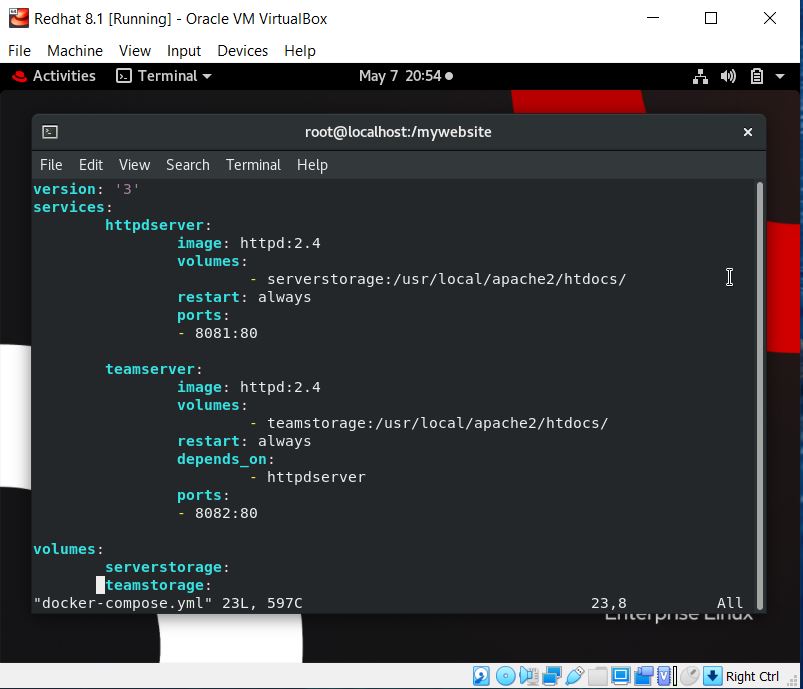 Redhat 8.1 [Running] - Oracle VM VirtualBox
File Machine View Input Devices Help
Activities Terminal May 7 20:54
root@localhost:/mywebsite
File Edit View Search Terminal Help
version: '3'
services:
httpdserver:
image: httpd:2.4
volumes:
- serverstorage:/usr/local/apache2/htdocs/
restart: always
ports:
- 8081:80
teamserver:
image: httpd:2.4
volumes:
- teamstorage:/usr/local/apache2/htdocs/
restart: always
depends_on:
- httpdserver
ports:
- 8082:80
volumes:
serverstorage:
teamstorage:
"docker-compose.yml" 23L, 597C 23,8 All
Enterprise Linux
Right Ctrl